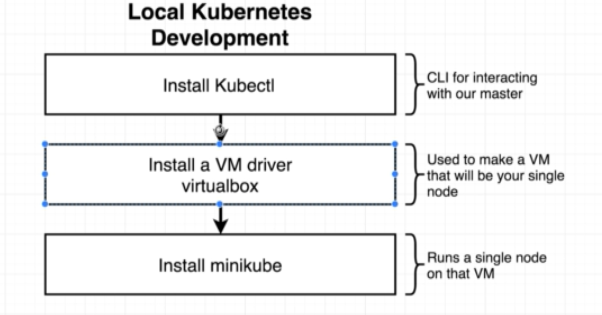 Local Kubernetes
Development
Install Kubectl
CLI for interacting
with our master
Install a VM driver
virtualbox
Used to make a VM
that will be your single
node
Install minikube
Runs a single node
on that VM